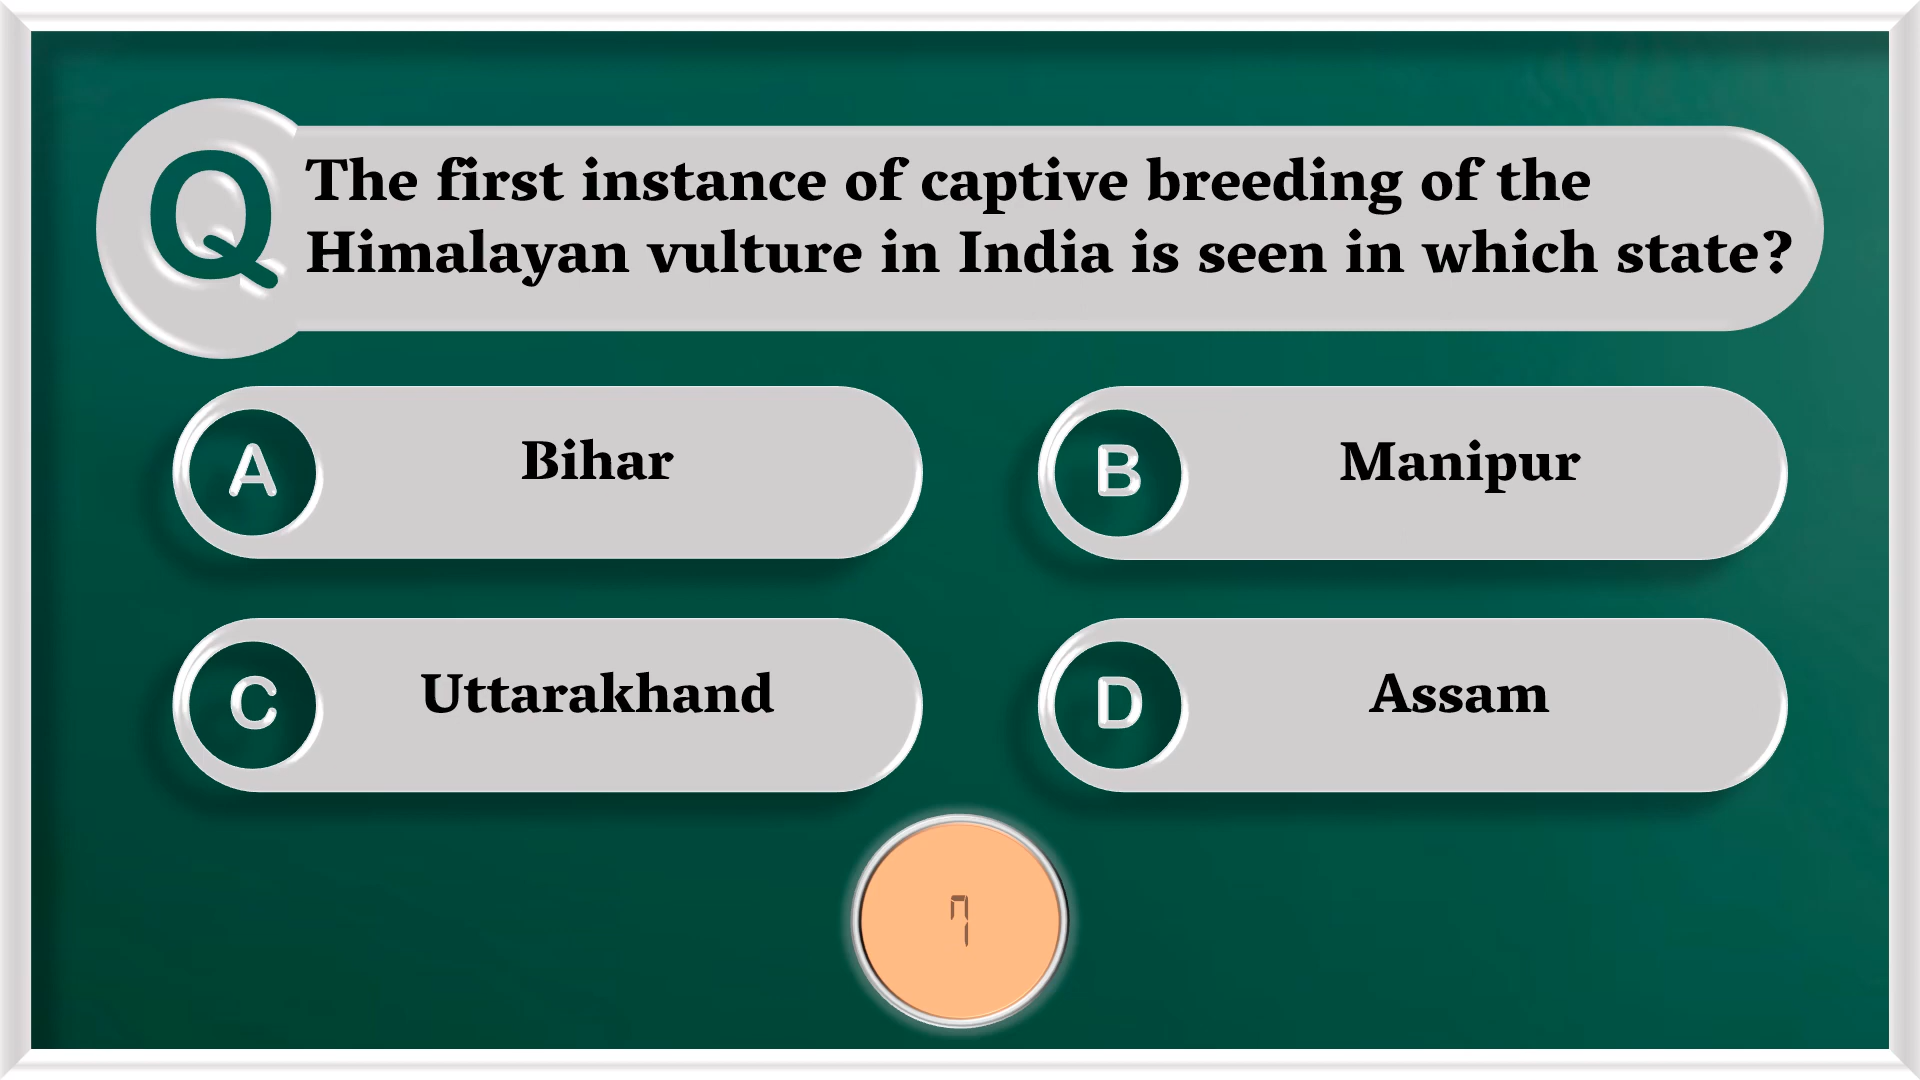 Q
The first instance of captive breeding of the
Himalayan vulture in India is seen in which state?
A Bihar
B Manipur
C Uttarakhand
D Assam
7